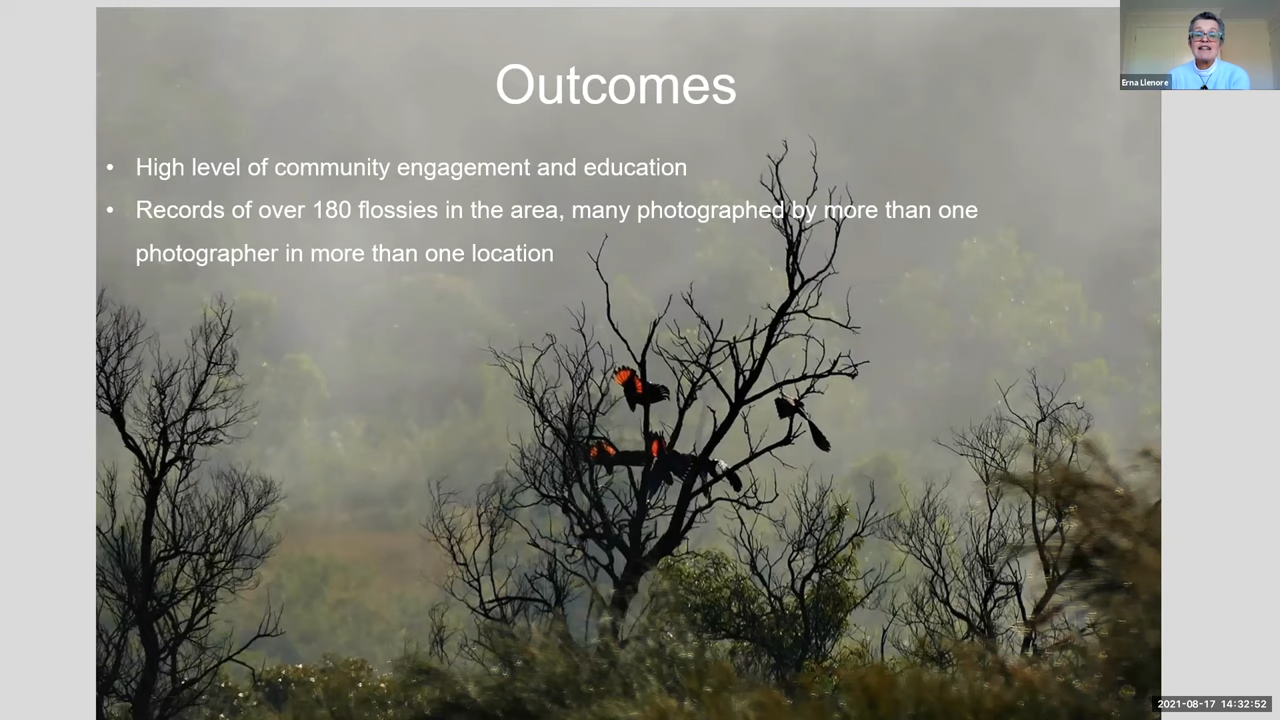 Outcomes
• High level of community engagement and education
• Records of over 180 flossies in the area, many photographed by more than one
photographer in more than one location
Erna Llenore
2021-08-17 14:32:52